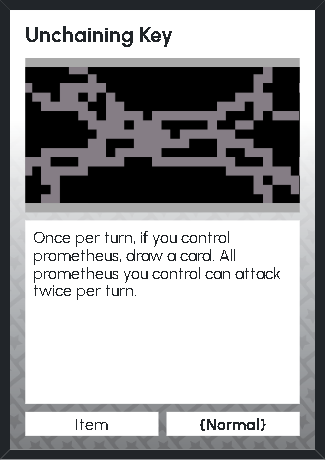 Unchaining Key
Once per turn, if you control
prometheus, draw a card. All
prometheus you control can attack
twice per turn.
Item
{Normal}